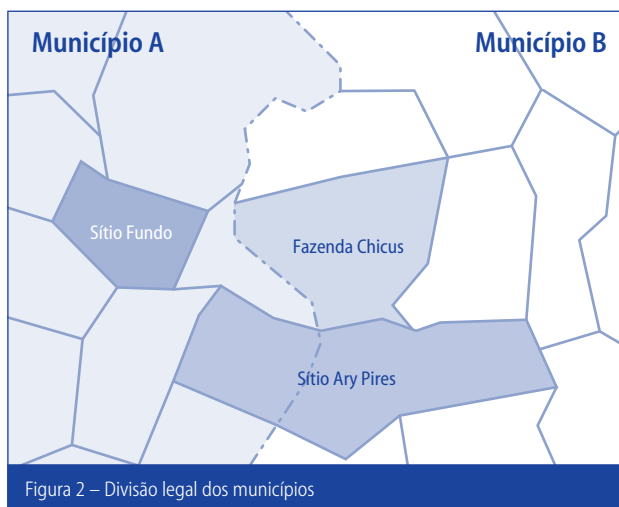 Município A
Município B
Sítio Fundo
Fazenda Chicus
Sítio Ary Pires
Figura 2 – Divisão legal dos municípios